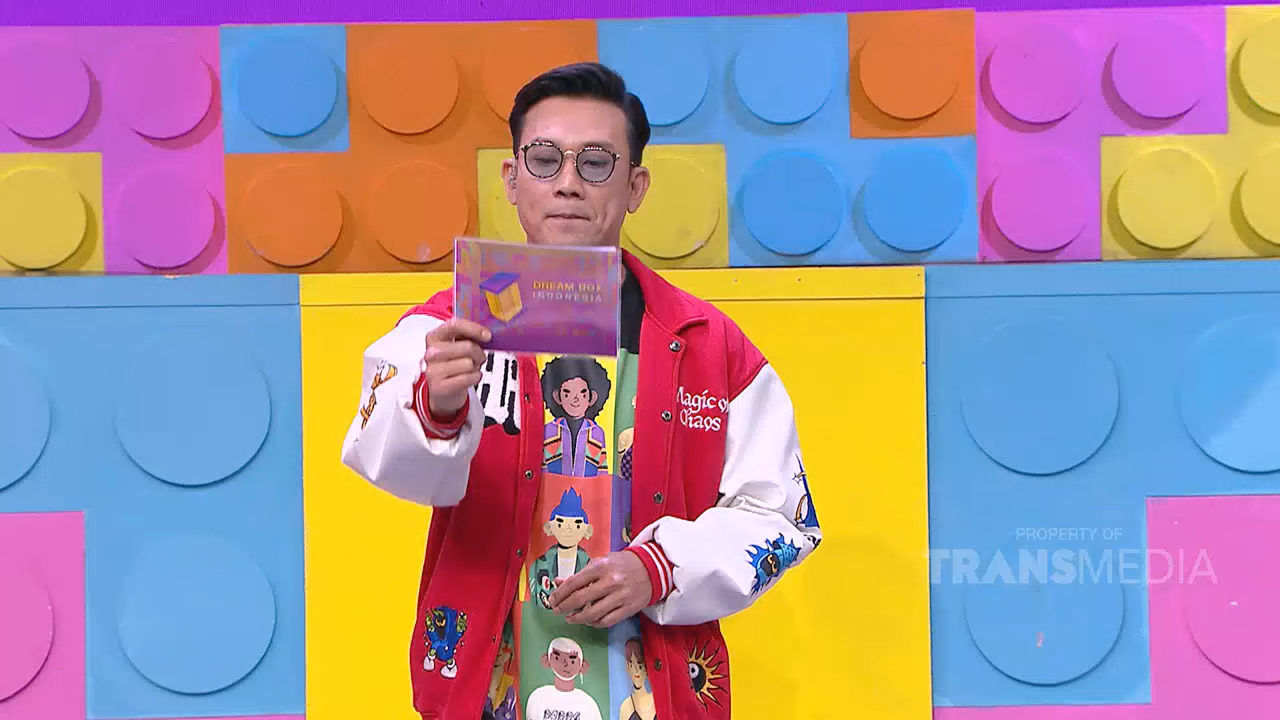 DREAM BOX
INDONESIA
Magic of
Chaos
PROPERTY OF
TRANSMEDIA